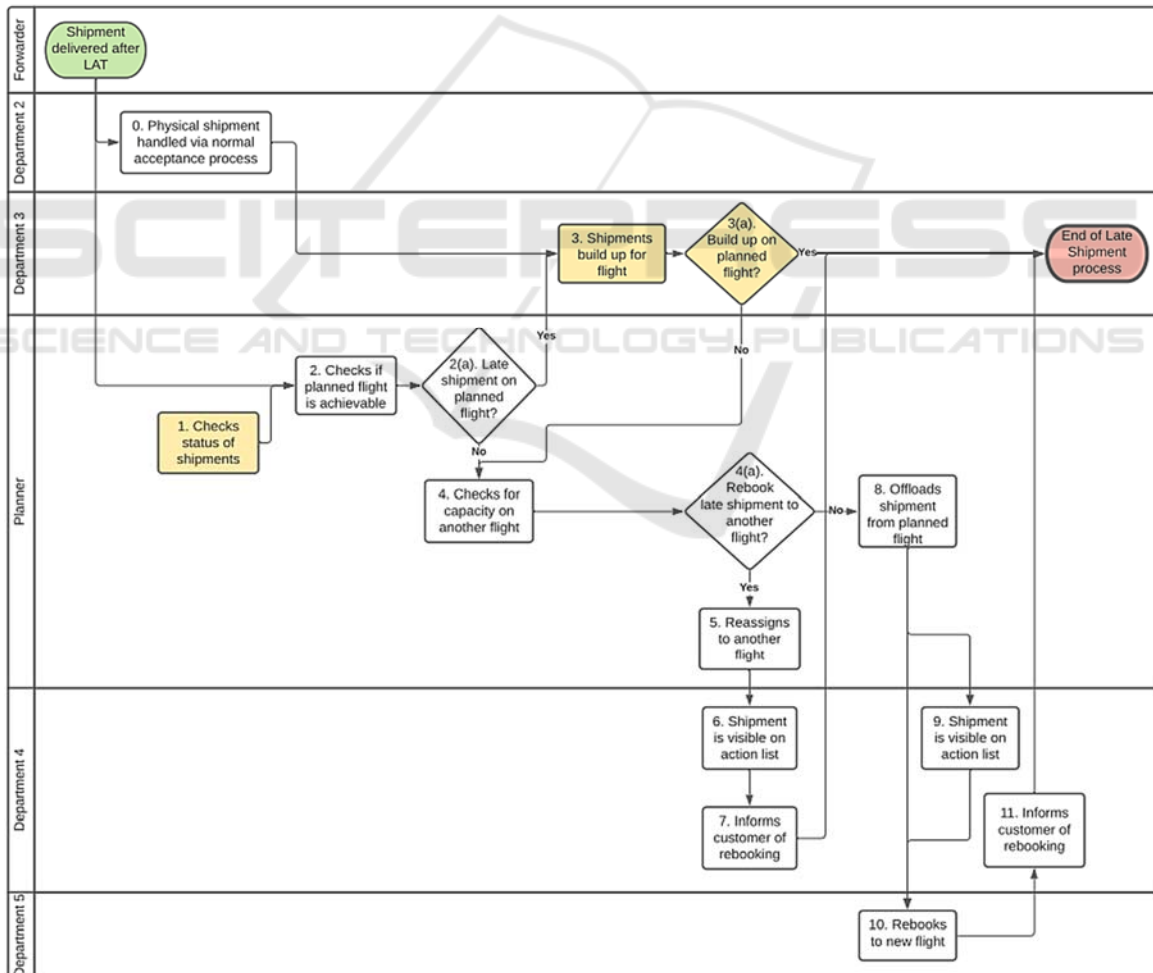 Forwarder
Shipment
delivered after
LAT
Department 2
0. Physical shipment
handled via normal
acceptance process
Department 3
3. Shipments
build up for
flight
3(a).
Build up on
planned
flight?
Yes
End of Late
Shipment
process
SCITEPRESS
SCIENCE AND TECHNOLOGY PUBLICATIONS
Planner
Yes
No
2. Checks if
planned flight
is achievable
2(a). Late
shipment on
planned
flight?
1. Checks
status of
shipments
No
4. Checks for
capacity on
another flight
4(a).
Rebook
late shipment to
another
flight?
No
8. Offloads
shipment
from planned
flight
Yes
5. Reassigns
to another
flight
Department 4
6. Shipment
is visible on
action list
9. Shipment
is visible on
action list
7. Informs
customer of
rebooking
11. Informs
customer of
rebooking
Department 5
10. Rebooks
to new flight